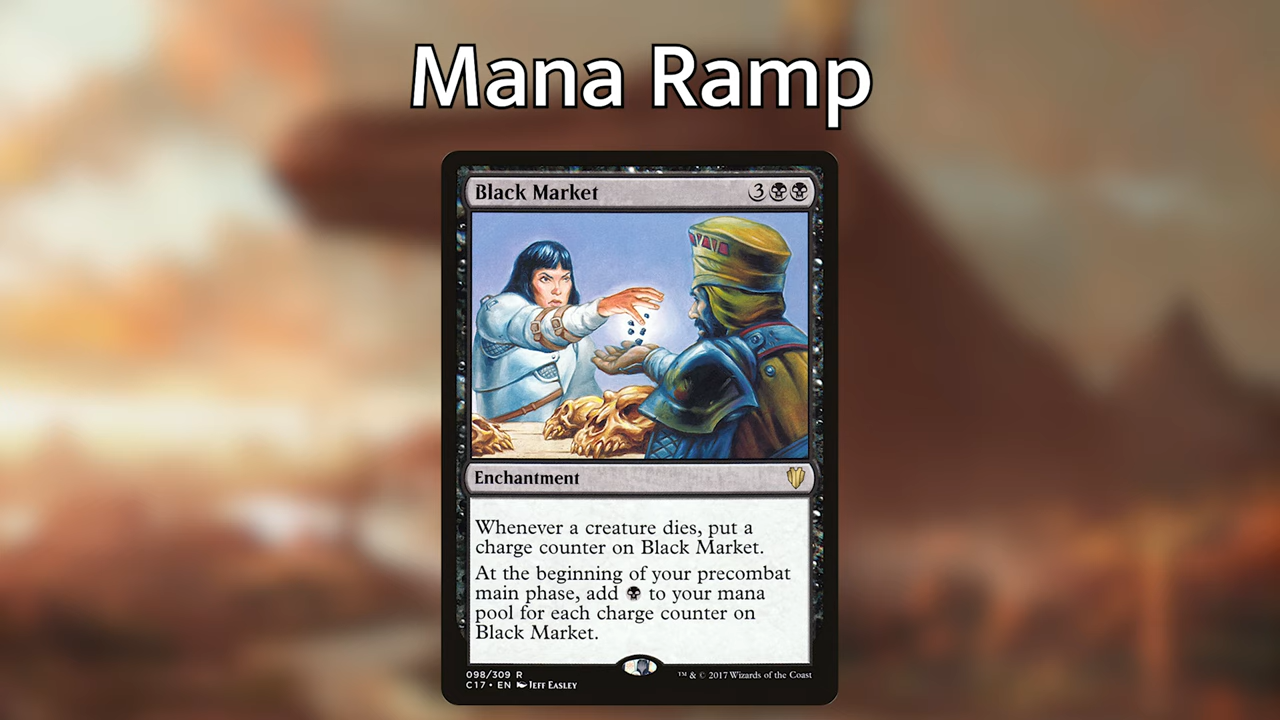 Mana Ramp
Black Market 3
Enchantment
Whenever a creature dies, put a
charge counter on Black Market.
At the beginning of your precombat
main phase, add to your mana
pool for each charge counter on
Black Market.
098/309 R
C17 • EN Jeff Easley
™ & © 2017 Wizards of the Coast